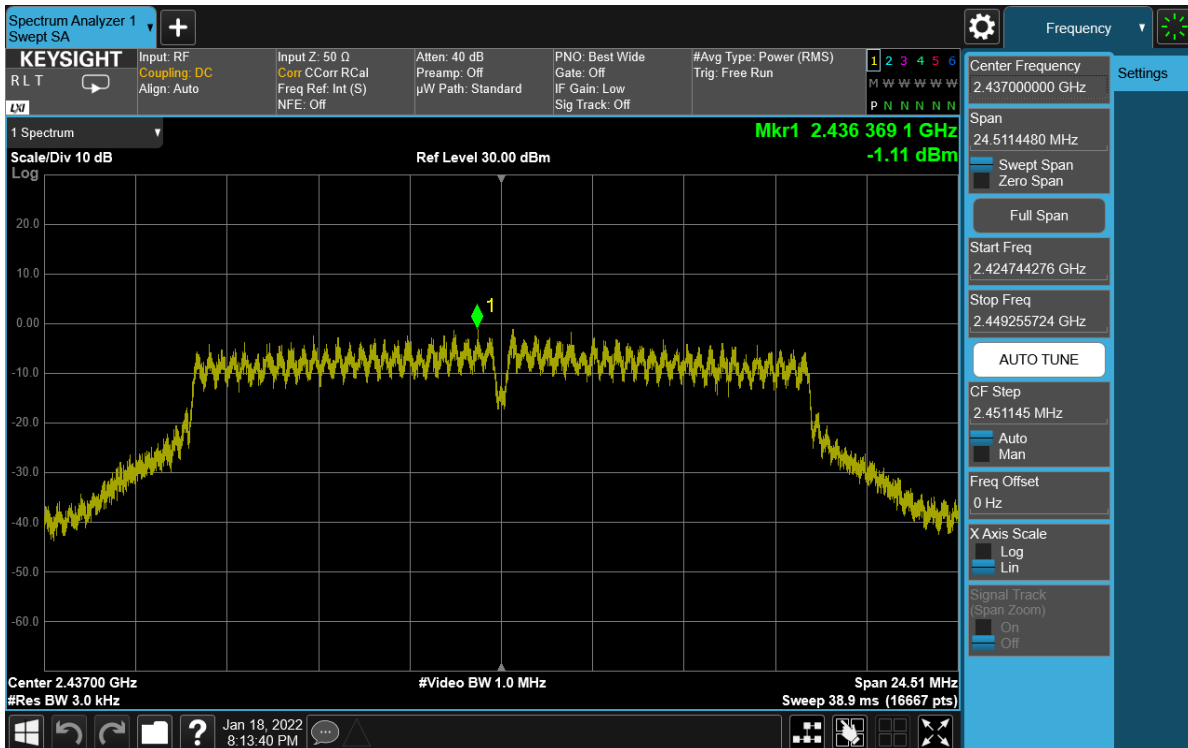 Spectrum Analyzer 1
Swept SA
+
Frequency
KEYSIGHT
R L T
LXI
Input: RF
Coupling: DC
Align: Auto
Input Z: 50 Ω
Corr CCorr RCal
Freq Ref: Int (S)
NFE: Off
Atten: 40 dB
Preamp: Off
µW Path: Standard
PNO: Best Wide
Gate: Off
IF Gain: Low
Sig Track: Off
#Avg Type: Power (RMS)
Trig: Free Run
1 2 3 4 5 6
M W W W W W
P N N N N N
1 Spectrum
Mkr1 2.436 369 1 GHz
Scale/Div 10 dB
Ref Level 30.00 dBm
-1.11 dBm
Log
20.0
10.0
0.00
-10.0
-20.0
-30.0
-40.0
-50.0
-60.0
1
Center 2.43700 GHz
#Video BW 1.0 MHz
Span 24.51 MHz
#Res BW 3.0 kHz
Sweep 38.9 ms (16667 pts)
Center Frequency
2.437000000 GHz
Settings
Span
24.5114480 MHz
Swept Span
Zero Span
Full Span
Start Freq
2.424744276 GHz
Stop Freq
2.449255724 GHz
AUTO TUNE
CF Step
2.451145 MHz
Auto
Man
Freq Offset
0 Hz
X Axis Scale
Log
Lin
Signal Track
(Span Zoom)
On
Off
?
Jan 18, 2022
8:13:40 PM